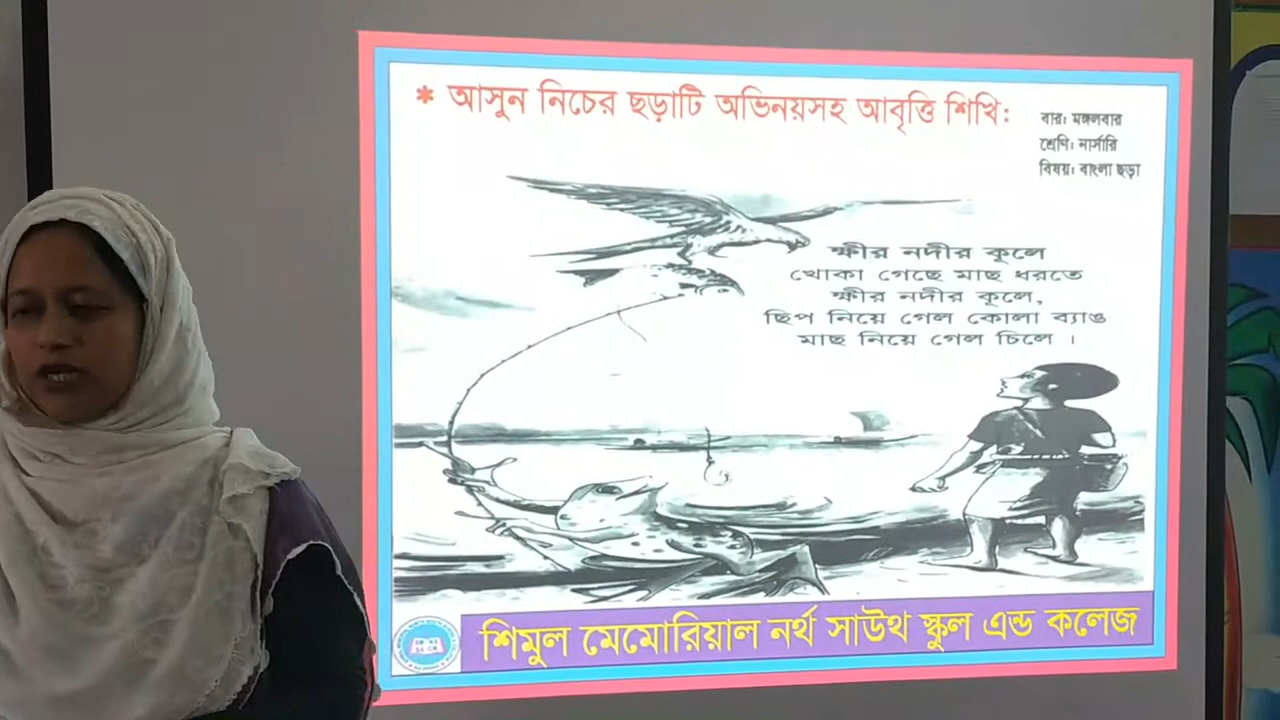 * আসুন নিচের ছড়াটি অভিনয়সহ আবৃত্তি শিখি:
বার: মঙ্গলবার
শ্রেণি: নার্সারি
বিষয়: বাংলা ছড়া
ক্ষীর নদীর কূলে
খোকা গেছে মাছ ধরতে
ক্ষীর নদীর কূলে,
ছিপ নিয়ে গেল কোলা ব্যাঙ
মাছ নিয়ে গেল চিলে ।
শিমুল মেমোরিয়াল নর্থ সাউথ স্কুল এন্ড কলেজ